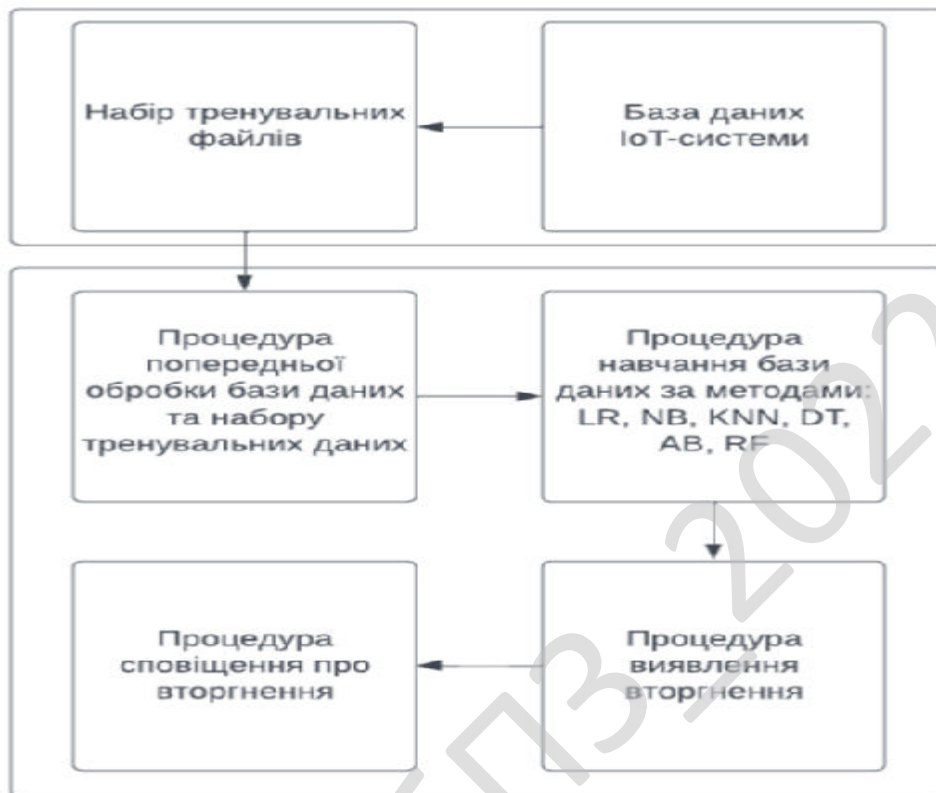 Набір тренувальних
файлів
База даних
IoT-системи
Процедура
попередньої
обробки бази даних
та набору
тренувальних даних
Процедура
навчання бази
даних за методами:
LR, NB, KNN, DT,
AB, RF
Процедура
сповіщення про
вторгнення
Процедура
виявлення
вторгнення